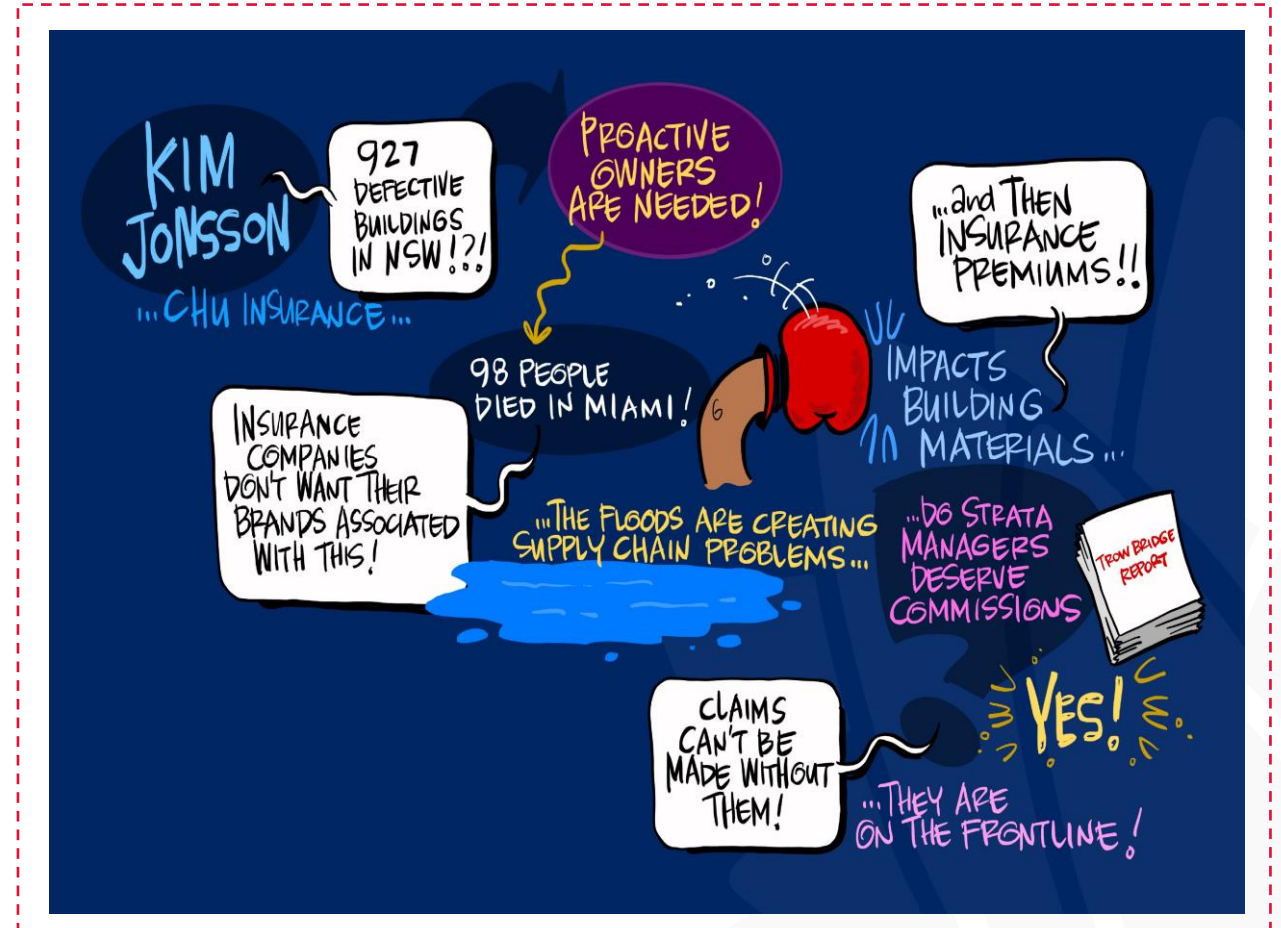 KIM
JONSSON
...CHU INSURANCE...
927
DEFECTIVE
BUILDINGS
IN NSW!?!
PROACTIVE
OWNERS
ARE NEEDED!
98 PEOPLE
DIED IN MIAMI!
INSURANCE
COMPANIES
DON'T WANT THEIR
BRANDS ASSOCIATED
WITH THIS!
...THE FLOODS ARE CREATING
SUPPLY CHAIN PROBLEMS...
IMPACTS
BUILDING
MATERIALS...
...and THEN
INSURANCE
PREMIUMS!!
...DO STRATA
MANAGERS
DESERVE
COMMISSIONS
TROWBRIDGE
REPORT
YES!
...THEY ARE
ON THE FRONTLINE!
CLAIMS
CAN'T BE
MADE WITHOUT
THEM!